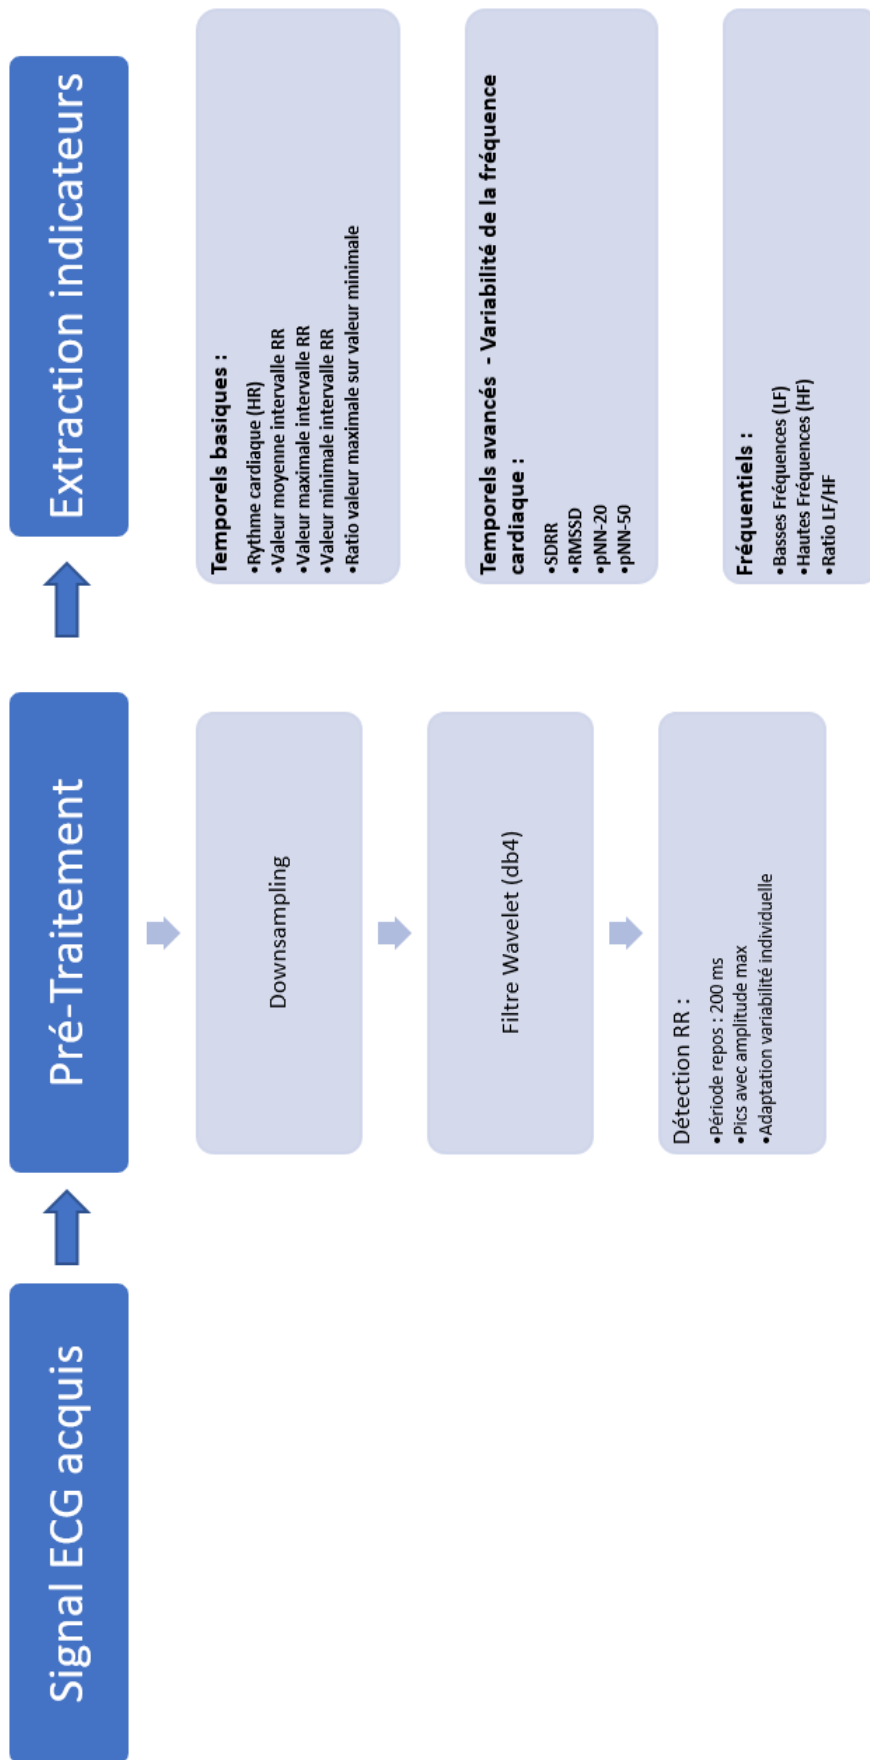 Signal ECG acquis
Pré-Traitement
Downsampling
Filtre Wavelet (db4)
Détection RR :
•Période repos : 200 ms
•Pics avec amplitude max
•Adaptation variabilité individuelle
Extraction indicateurs
Temporels basiques :
•Rythme cardiaque (HR)
•Valeur moyenne intervalle RR
•Valeur maximale intervalle RR
•Valeur minimale intervalle RR
•Ratio valeur maximale sur valeur minimale
Temporels avancés - Variabilité de la fréquence
cardiaque :
•SDRR
•RMSSD
•pNN-20
•pNN-50
Fréquentiels :
•Basses Fréquences (LF)
•Hautes Fréquences (HF)
•Ratio LF/HF